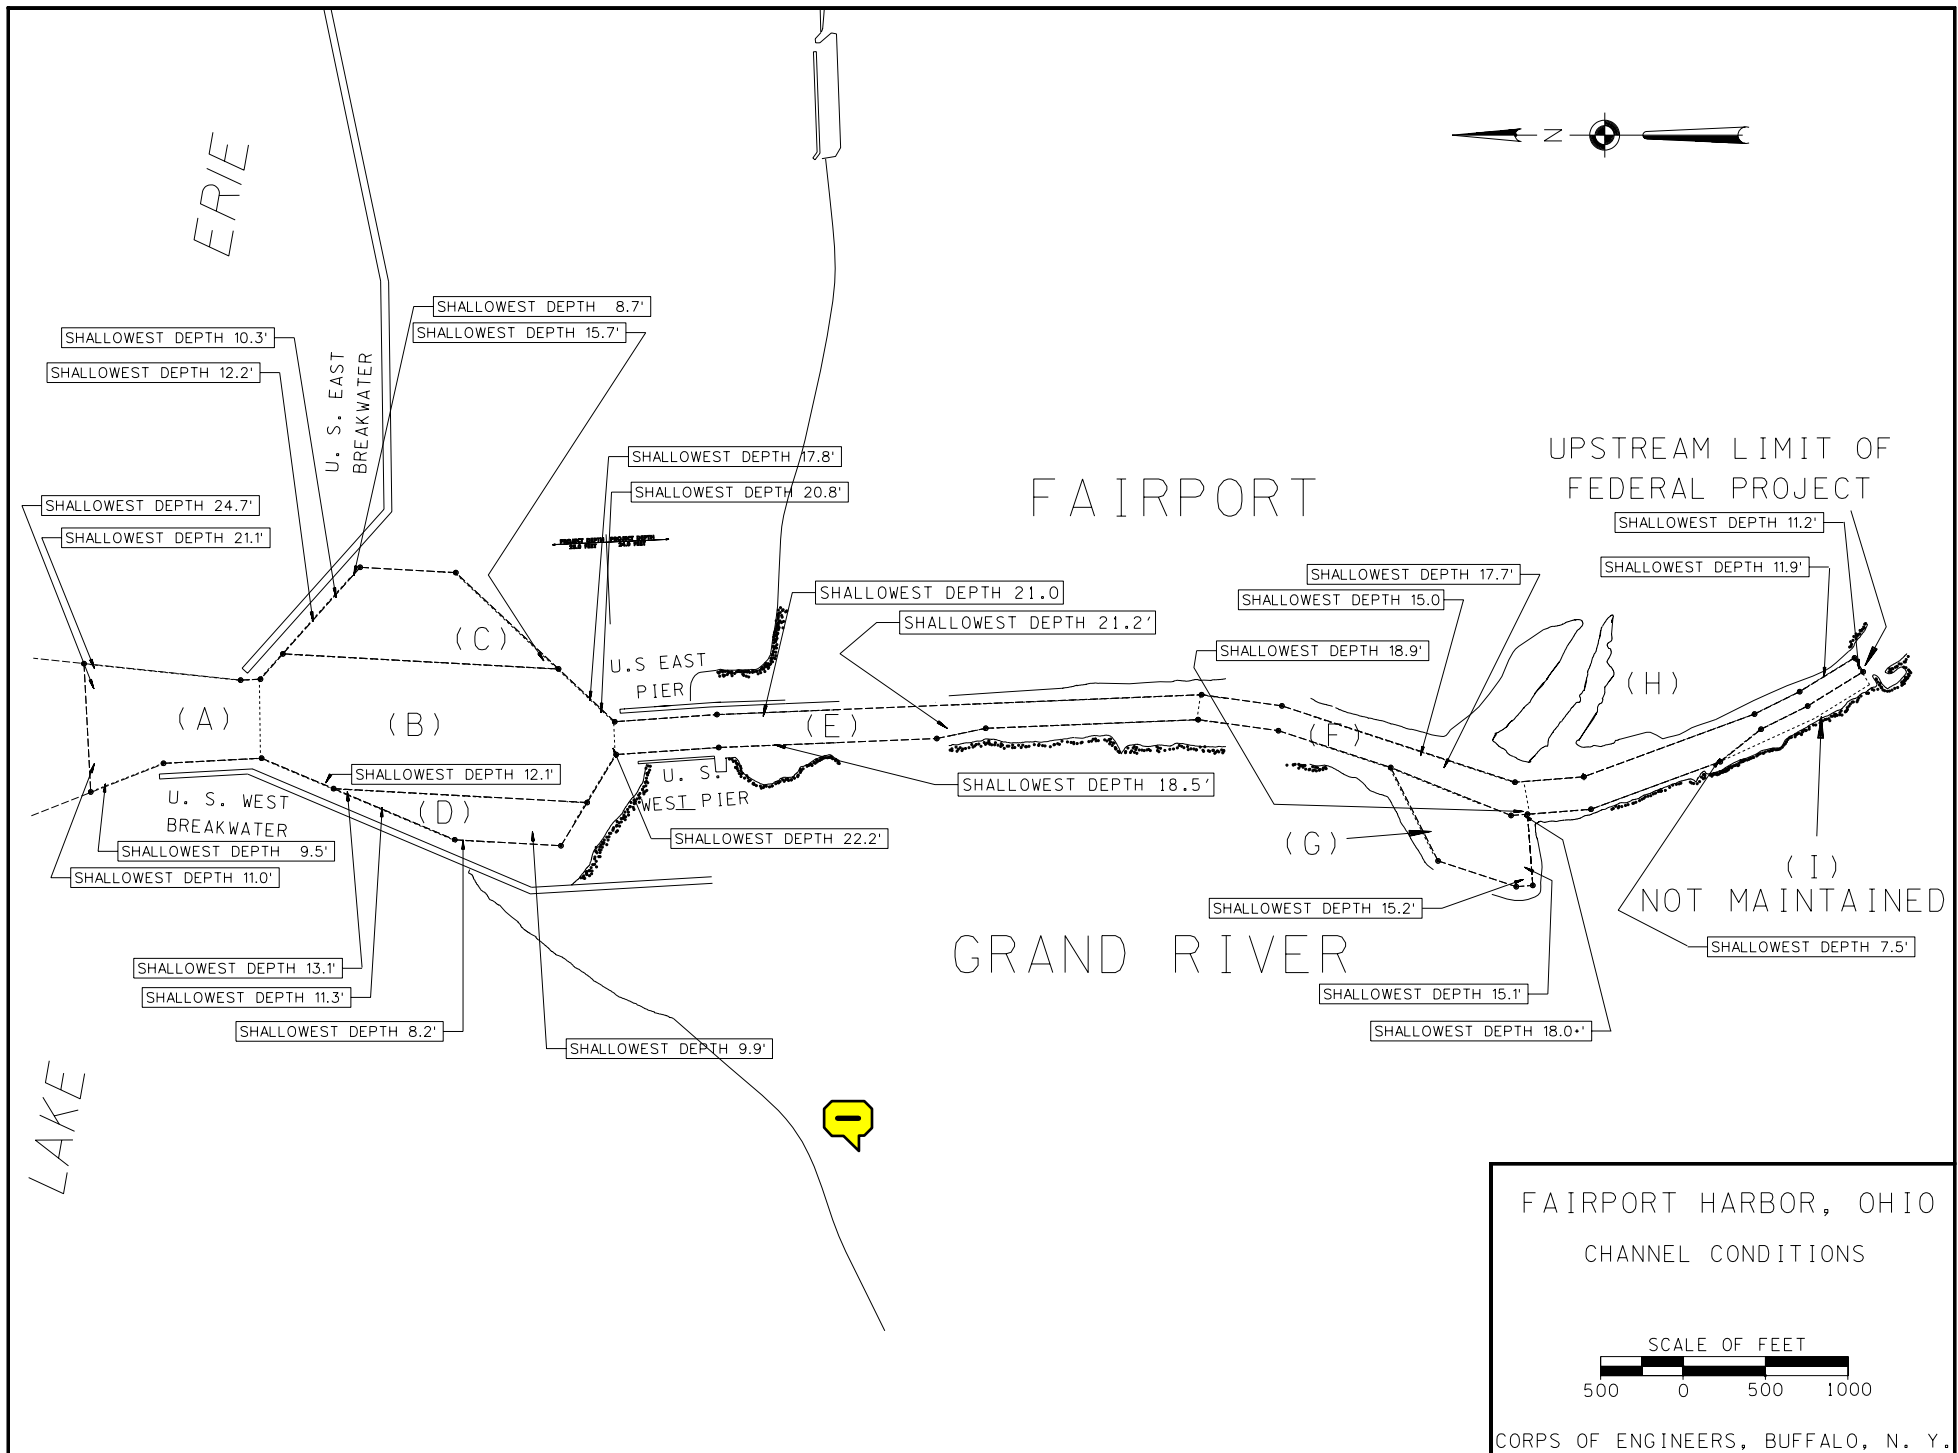 ERIE
N
SHALLOWEST DEPTH 8.7'
SHALLOWEST DEPTH 15.7'
SHALLOWEST DEPTH 10.3'
SHALLOWEST DEPTH 12.2'
U. S. EAST
BREAKWATER
SHALLOWEST DEPTH 17.8'
SHALLOWEST DEPTH 20.8'
SHALLOWEST DEPTH 24.7'
SHALLOWEST DEPTH 21.1'
FAIRPORT
UPSTREAM LIMIT OF
FEDERAL PROJECT
SHALLOWEST DEPTH 11.2'
SHALLOWEST DEPTH 11.9'
PROJECT DEPTH
PROJECT DEPTH
SHALLOWEST DEPTH 21.0
SHALLOWEST DEPTH 21.2'
SHALLOWEST DEPTH 17.7'
SHALLOWEST DEPTH 15.0
SHALLOWEST DEPTH 18.9'
(C)
U.S EAST
PIER
(H)
(A)
(B)
(E)
(F)
SHALLOWEST DEPTH 12.1'
U. S. WEST
BREAKWATER
(D)
U. S.
WEST PIER
SHALLOWEST DEPTH 18.5'
SHALLOWEST DEPTH 22.2'
(G)
SHALLOWEST DEPTH 9.5'
SHALLOWEST DEPTH 11.0'
(I)
NOT MAINTAINED
SHALLOWEST DEPTH 15.2'
GRAND RIVER
SHALLOWEST DEPTH 7.5'
SHALLOWEST DEPTH 13.1'
SHALLOWEST DEPTH 11.3'
SHALLOWEST DEPTH 15.1'
SHALLOWEST DEPTH 8.2'
SHALLOWEST DEPTH 18.0+'
SHALLOWEST DEPTH 9.9'
LAKE
FAIRPORT HARBOR, OHIO
CHANNEL CONDITIONS
SCALE OF FEET
500 0 500 1000
CORPS OF ENGINEERS, BUFFALO, N. Y.